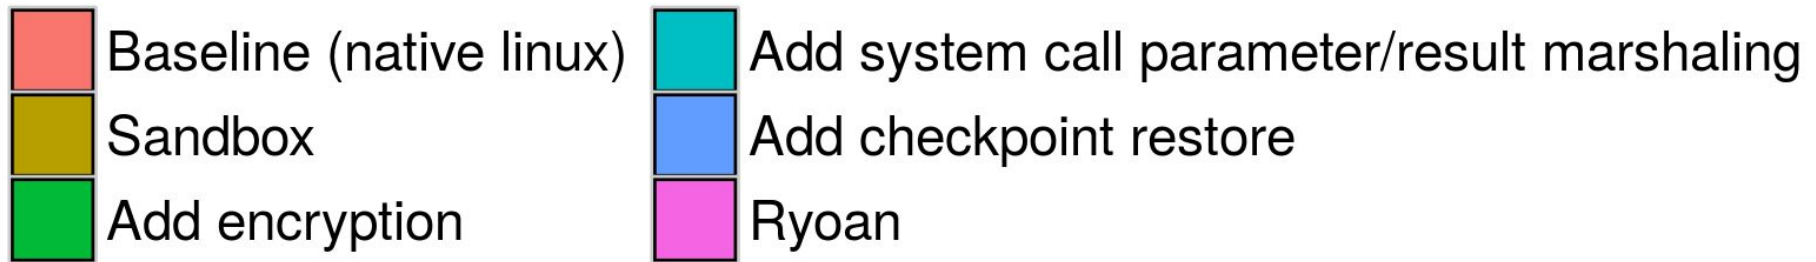 Baseline (native linux)
Sandbox
Add encryption
Add system call parameter/result marshaling
Add checkpoint restore
Ryoan